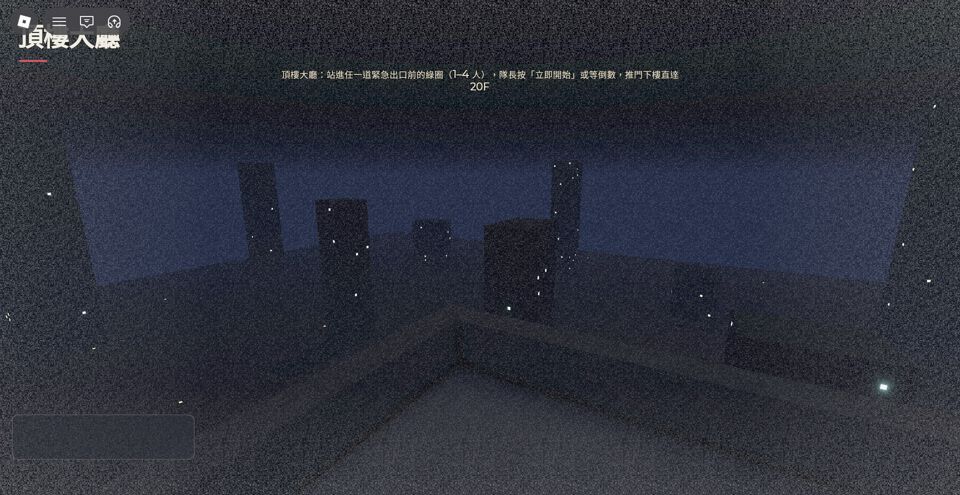 頂樓大廳
頂樓大廳：站進任一道緊急出口前的綠圈（1–4 人），隊長按「立即開始」或等倒數，推門下樓直達
20F